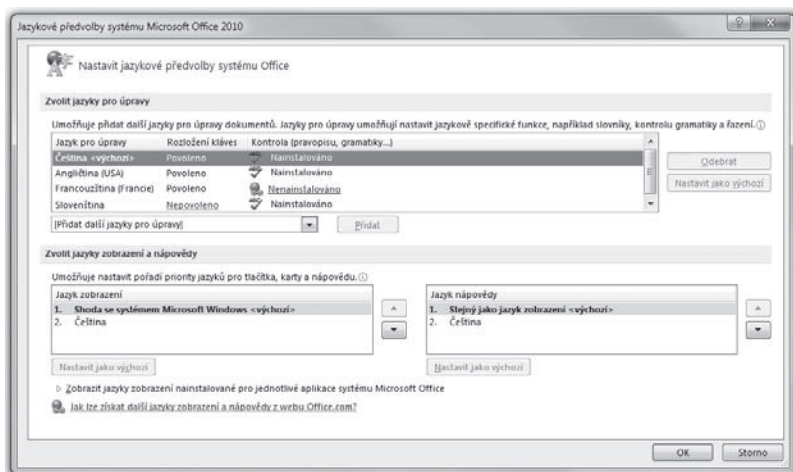 Jazykové předvolby systému Microsoft Office 2010
Nastavit jazykové předvolby systému Office
Zvolit jazyky pro úpravy
Umožňuje přidat další jazyky pro úpravy dokumentů. Jazyky pro úpravy umožňují nastavit jazykově specifické funkce, například slovníky, kontrolu gramatiky a řazení.
Jazyk pro úpravy Rozložení kláves Kontrola (pravopisu, gramatiky...)
Čeština <výchozí> Povoleno Nainstalováno
Odebrat
Angličtina (USA) Povoleno Nainstalováno
Nastavit jako výchozí
Francouzština (Francie) Povoleno Nenainstalováno
Slovenština Nepovoleno Nainstalováno
[Přidat další jazyky pro úpravy] Přidat
Zvolit jazyky zobrazení a nápovědy
Umožňuje nastavit pořadí priority jazyků pro tlačítka, karty a nápovědu.
Jazyk zobrazení
1. Shoda se systémem Microsoft Windows <výchozí>
2. Čeština
Nastavit jako výchozí
Jazyk nápovědy
1. Stejný jako jazyk zobrazení <výchozí>
2. Čeština
Nastavit jako výchozí
Zobrazit jazyky zobrazení nainstalované pro jednotlivé aplikace systému Microsoft Office
Jak lze získat další jazyky zobrazení a nápovědy z webu Office.com?
OK Storno